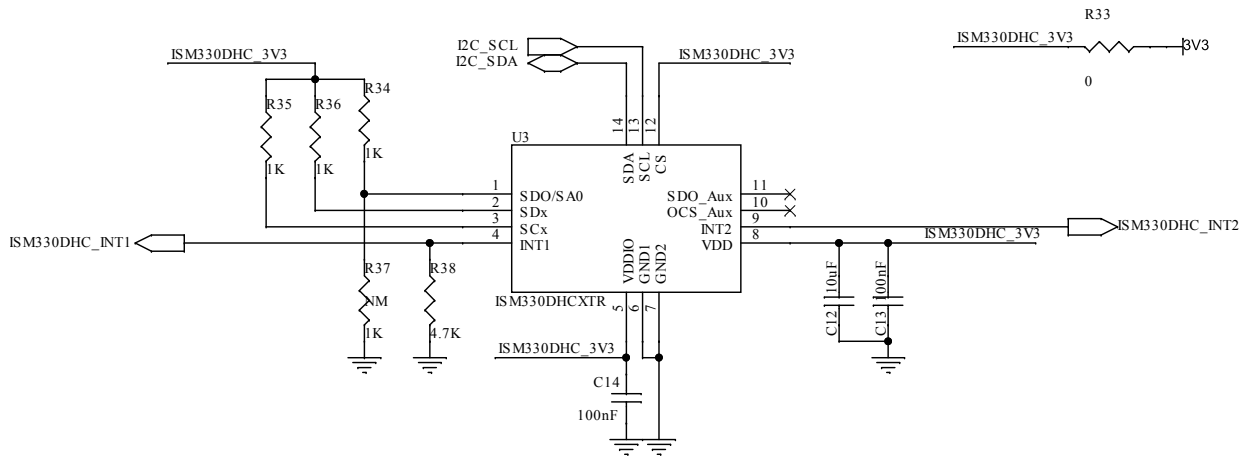 R33
I2C_SCL
ISM330DHC_3V3
3V3
ISM330DHC_3V3
I2C_SDA
ISM330DHC_3V3
0
R35
R36
R34
14
13
12
U3
1K
1K
1K
SDA
SCL
CS
1
SDO/SA0
SDO_Aux
11
2
SDx
OCS_Aux
10
3
SCx
INT2
9
ISM330DHC_INT2
ISM330DHC_INT1
4
INT1
VDD
8
ISM330DHC_3V3
VDDIO
GND1
GND2
R37
R38
10uF
100nF
NM
ISM330DHCXTR
5
6
7
C12
C13
1K
4.7K
ISM330DHC_3V3
C14
100nF